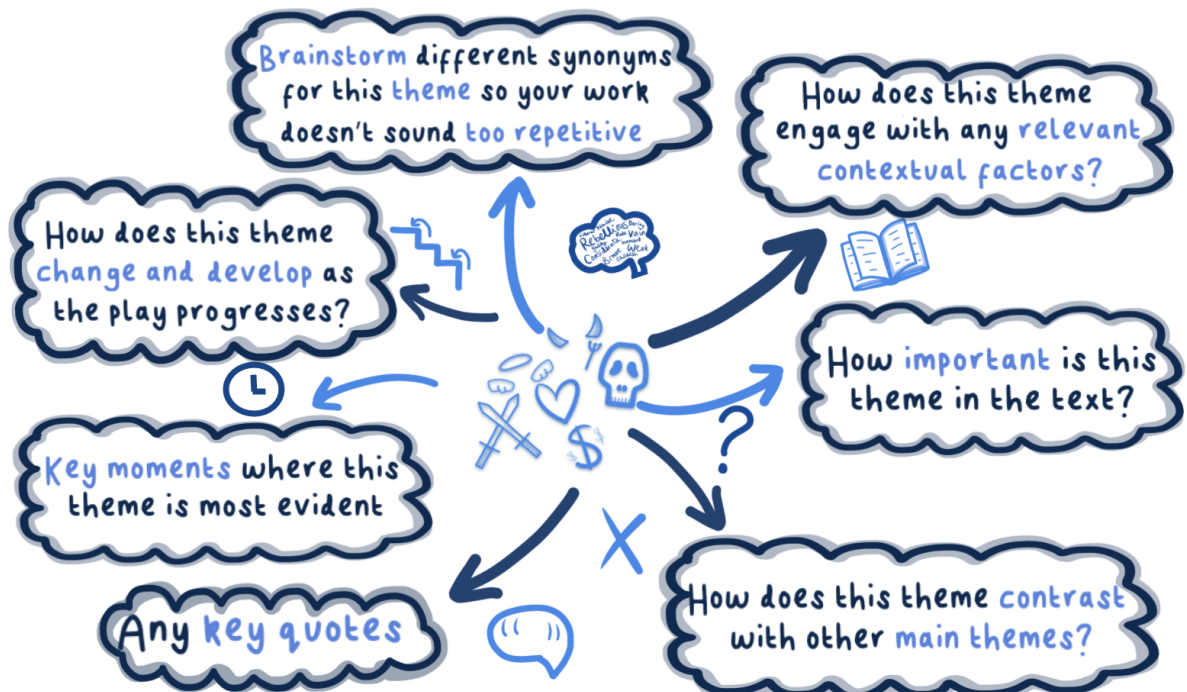 Brainstorm different synonyms
for this theme so your work
doesn't sound too repetitive
How does this theme
engage with any relevant
contextual factors?
How does this theme
change and develop as
the play progresses?
Rebellious
Vain
Confidence
How important is this
theme in the text?
Key moments where this
theme is most evident
$
?
Any key quotes
How does this theme contrast
with other main themes?